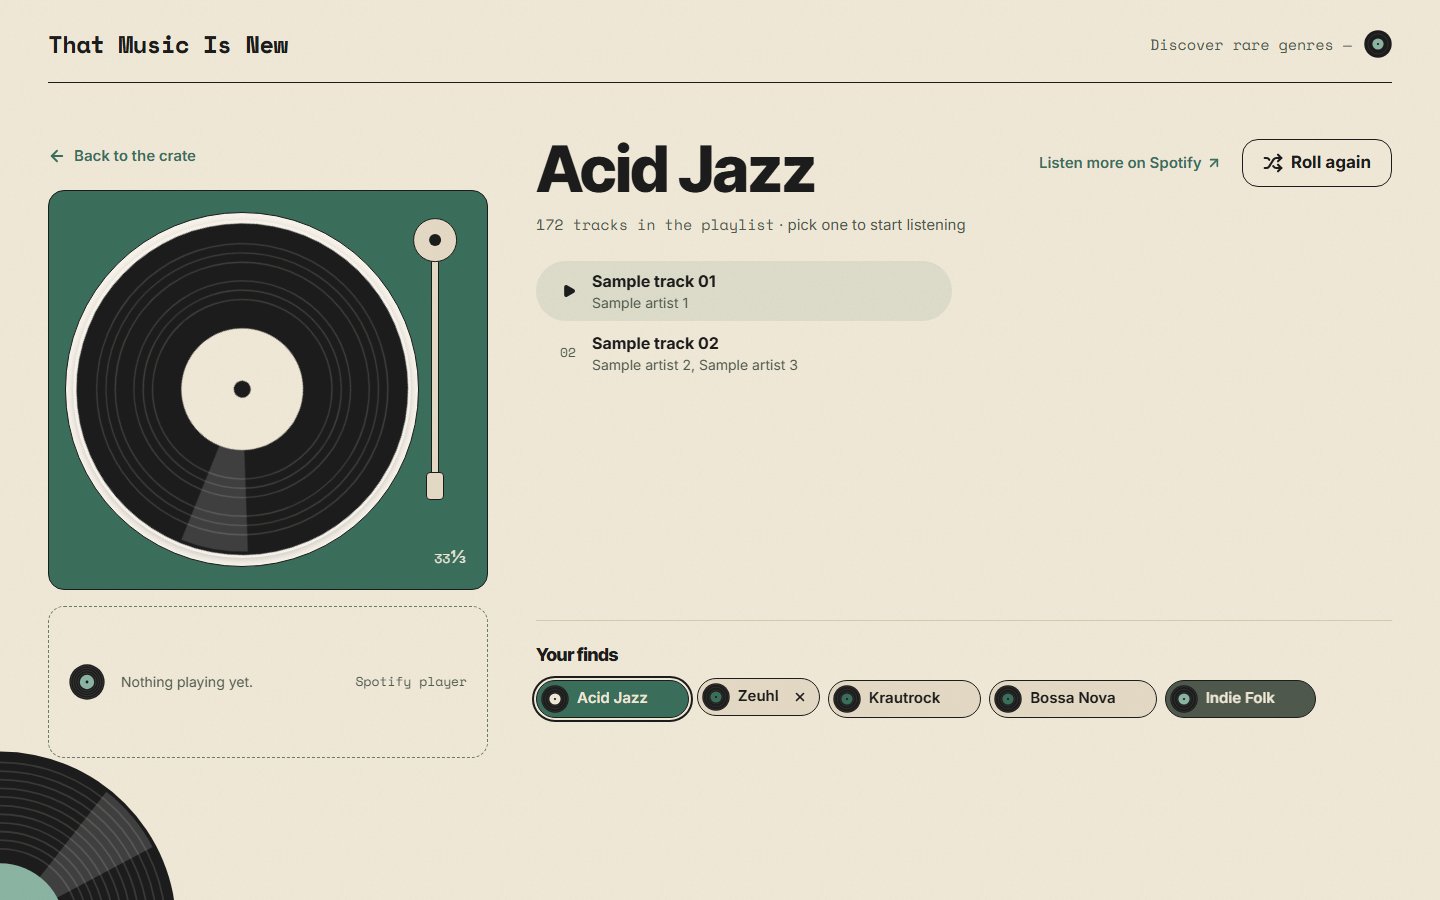 That Music Is New
Discover rare genres —
Back to the crate
Acid Jazz
Listen more on Spotify
Roll again
172 tracks in the playlist · pick one to start listening
Sample track 01
Sample artist 1
02
Sample track 02
Sample artist 2, Sample artist 3
33⅓
Nothing playing yet.
Spotify player
Your finds
Acid Jazz
Zeuhl
Krautrock
Bossa Nova
Indie Folk